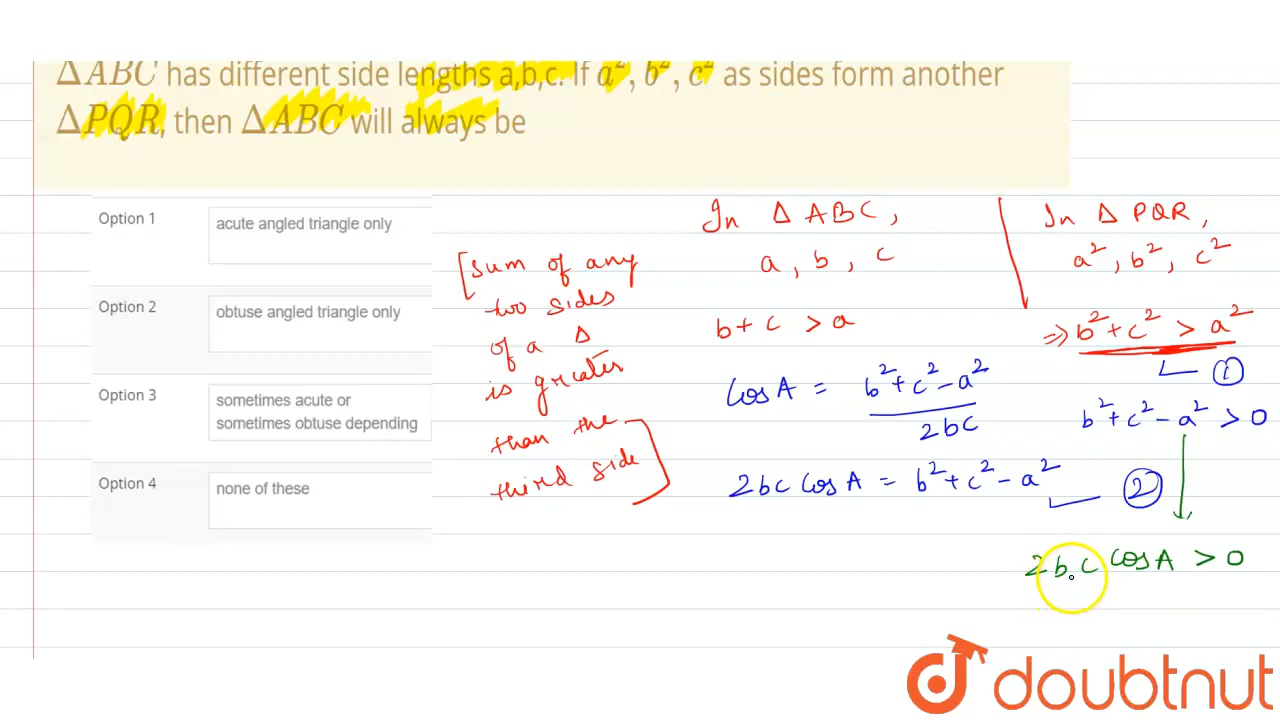 ΔABC has different side lengths a,b,c. If a², b², c² as sides form another
ΔPQR, then ΔABC will always be
Option 1
acute angled triangle only
Option 2
obtuse angled triangle only
Option 3
sometimes acute or
sometimes obtuse depending
Option 4
none of these
[Sum of any
two sides
of a Δ
is greater
than the
third side]
In Δ ABC,
a, b, c
b + c > a
Cos A = b² + c² - a² / 2bc
2bc Cos A = b² + c² - a² ②
In Δ PQR,
a², b², c²
⇒ b² + c² > a²
①
b² + c² - a² > 0
2bc Cos A > 0
doubtnut